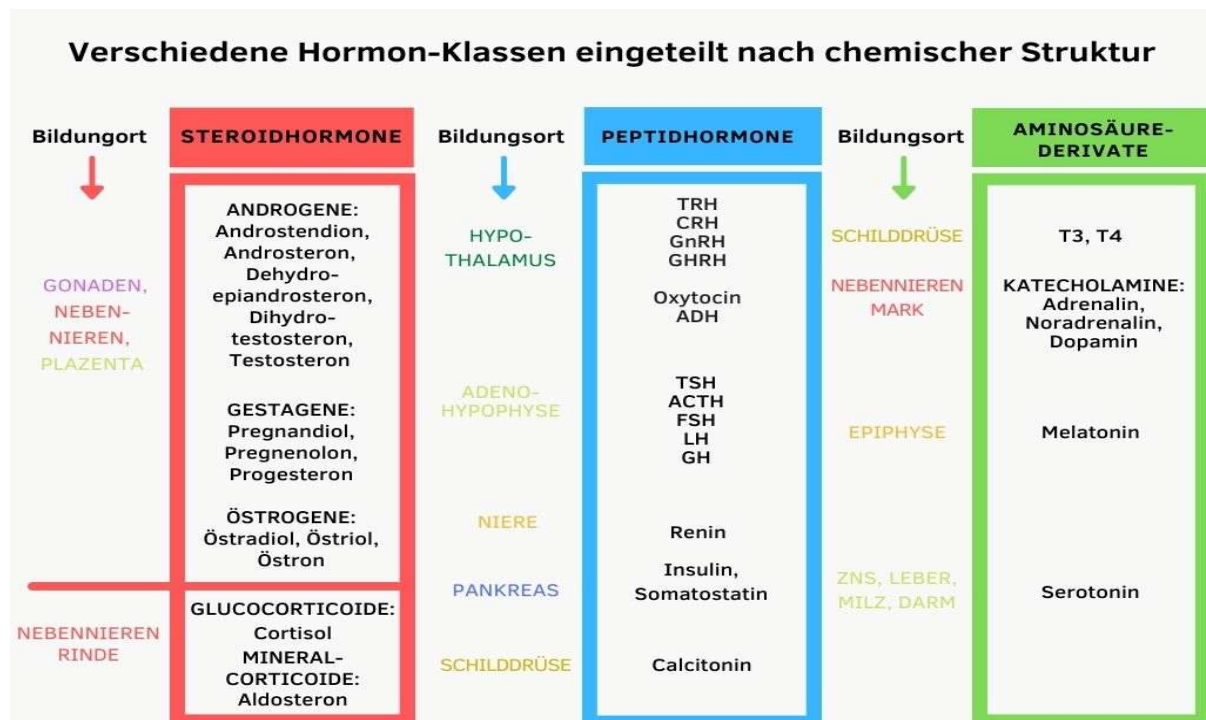 Verschiedene Hormon-Klassen eingeteilt nach chemischer Struktur
Bildungort
STEROIDHORMONE
GONADEN,
NEBEN-
NIEREN,
PLAZENTA
ANDROGENE:
Androstendion,
Androsteron,
Dehydro-
epiandrosteron,
Dihydro-
testosteron,
Testosteron
GESTAGENE:
Pregnandiol,
Pregnenolon,
Progesteron
ÖSTROGENE:
Östradiol, Östriol,
Östron
NEBENNIEREN
RINDE
GLUCOCORTICOIDE:
Cortisol
MINERAL-
CORTICOIDE:
Aldosteron
Bildungsort
PEPTIDHORMONE
HYPO-
THALAMUS
TRH
CRH
GnRH
GHRH
Oxytocin
ADH
ADENO-
HYPOPHYSE
TSH
ACTH
FSH
LH
GH
NIERE
Renin
PANKREAS
Insulin,
Somatostatin
SCHILDDRÜSE
Calcitonin
Bildungsort
AMINOSÄURE-
DERIVATE
SCHILDDRÜSE
T3, T4
NEBENNIEREN
MARK
KATECHOLAMINE:
Adrenalin,
Noradrenalin,
Dopamin
EPIPHYSE
Melatonin
ZNS, LEBER,
MILZ, DARM
Serotonin